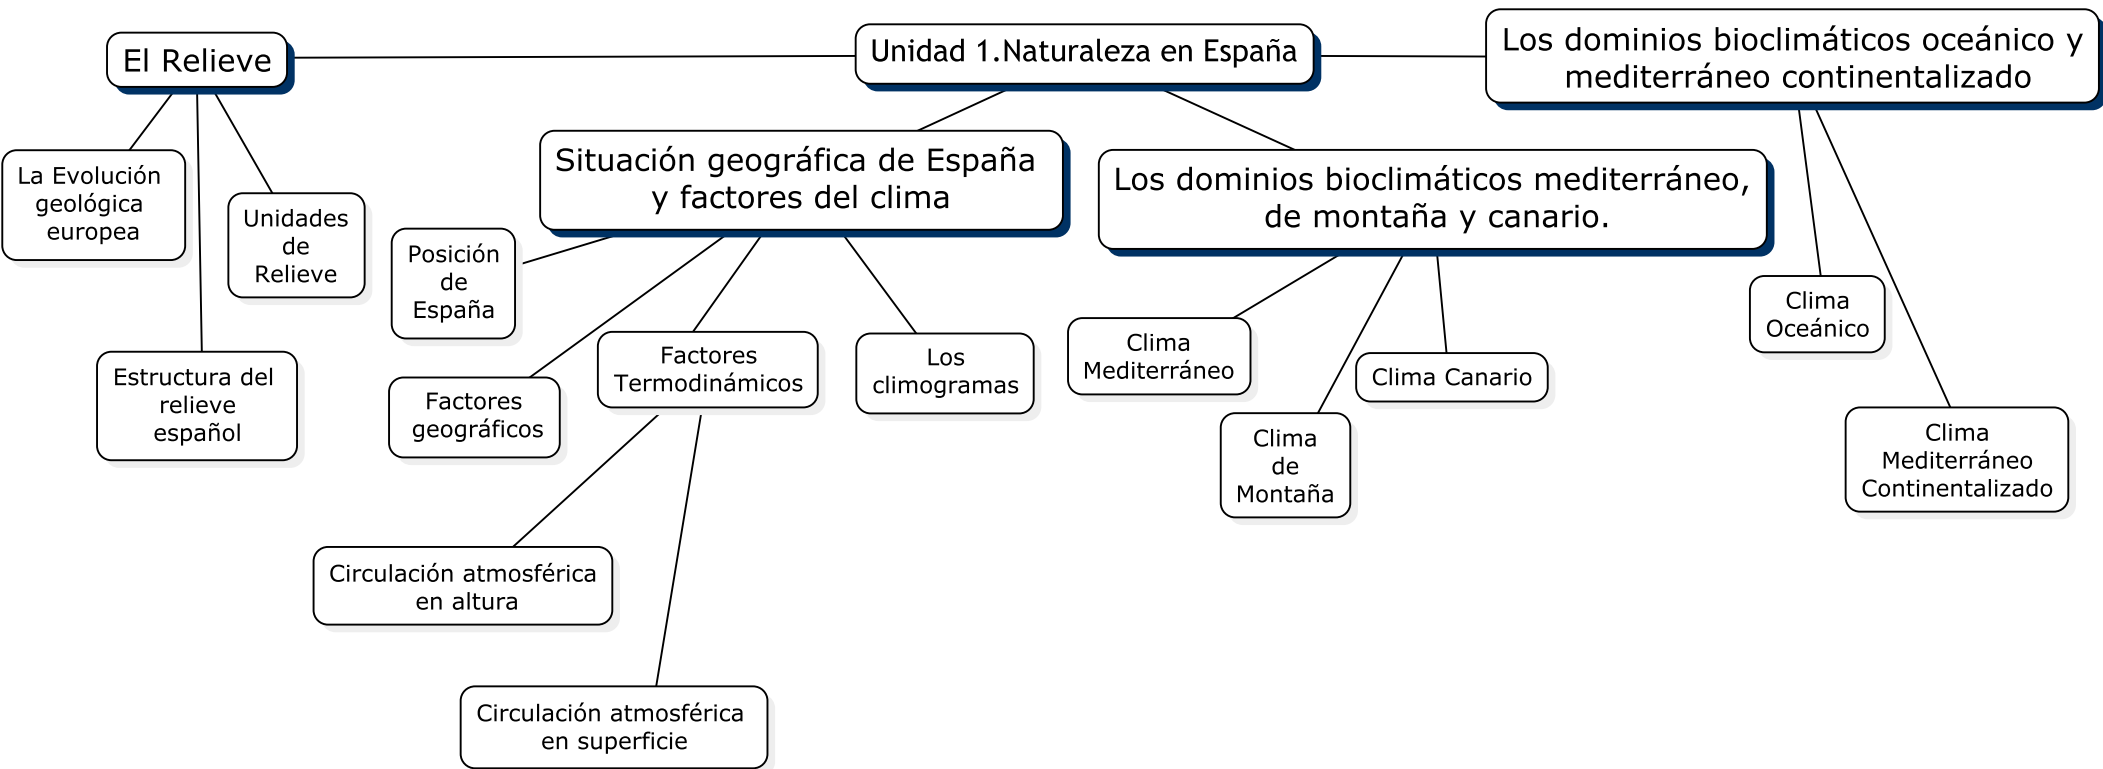 El Relieve
Unidad 1.Naturaleza en España
Los dominios bioclimáticos oceánico y
mediterráneo continentalizado
Situación geográfica de España
y factores del clima
Los dominios bioclimáticos mediterráneo,
de montaña y canario.
La Evolución
geológica
europea
Unidades
de
Relieve
Estructura del
relieve
español
Posición
de
España
Factores
geográficos
Factores
Termodinámicos
Los
climogramas
Clima
Mediterráneo
Clima
de
Montaña
Clima Canario
Clima
Oceánico
Clima
Mediterráneo
Continentalizado
Circulación atmosférica
en altura
Circulación atmosférica
en superficie